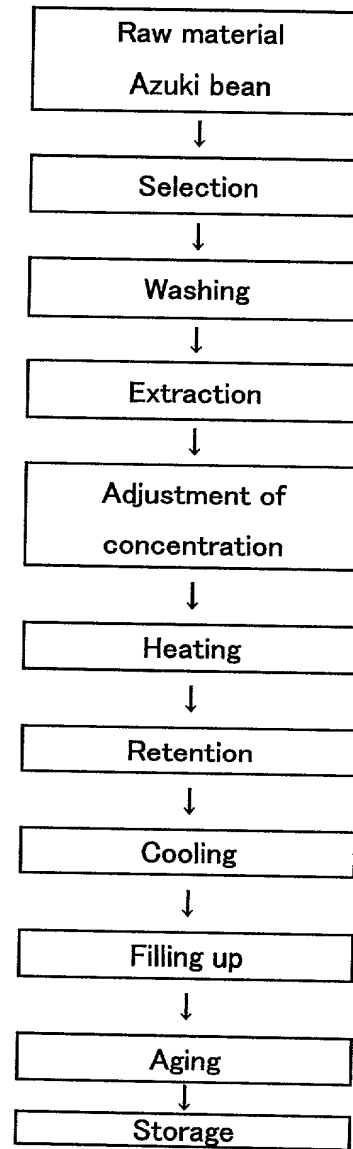 Raw material
Azuki bean
↓
Selection
↓
Washing
↓
Extraction
↓
Adjustment of
concentration
↓
Heating
↓
Retention
↓
Cooling
↓
Filling up
↓
Aging
↓
Storage